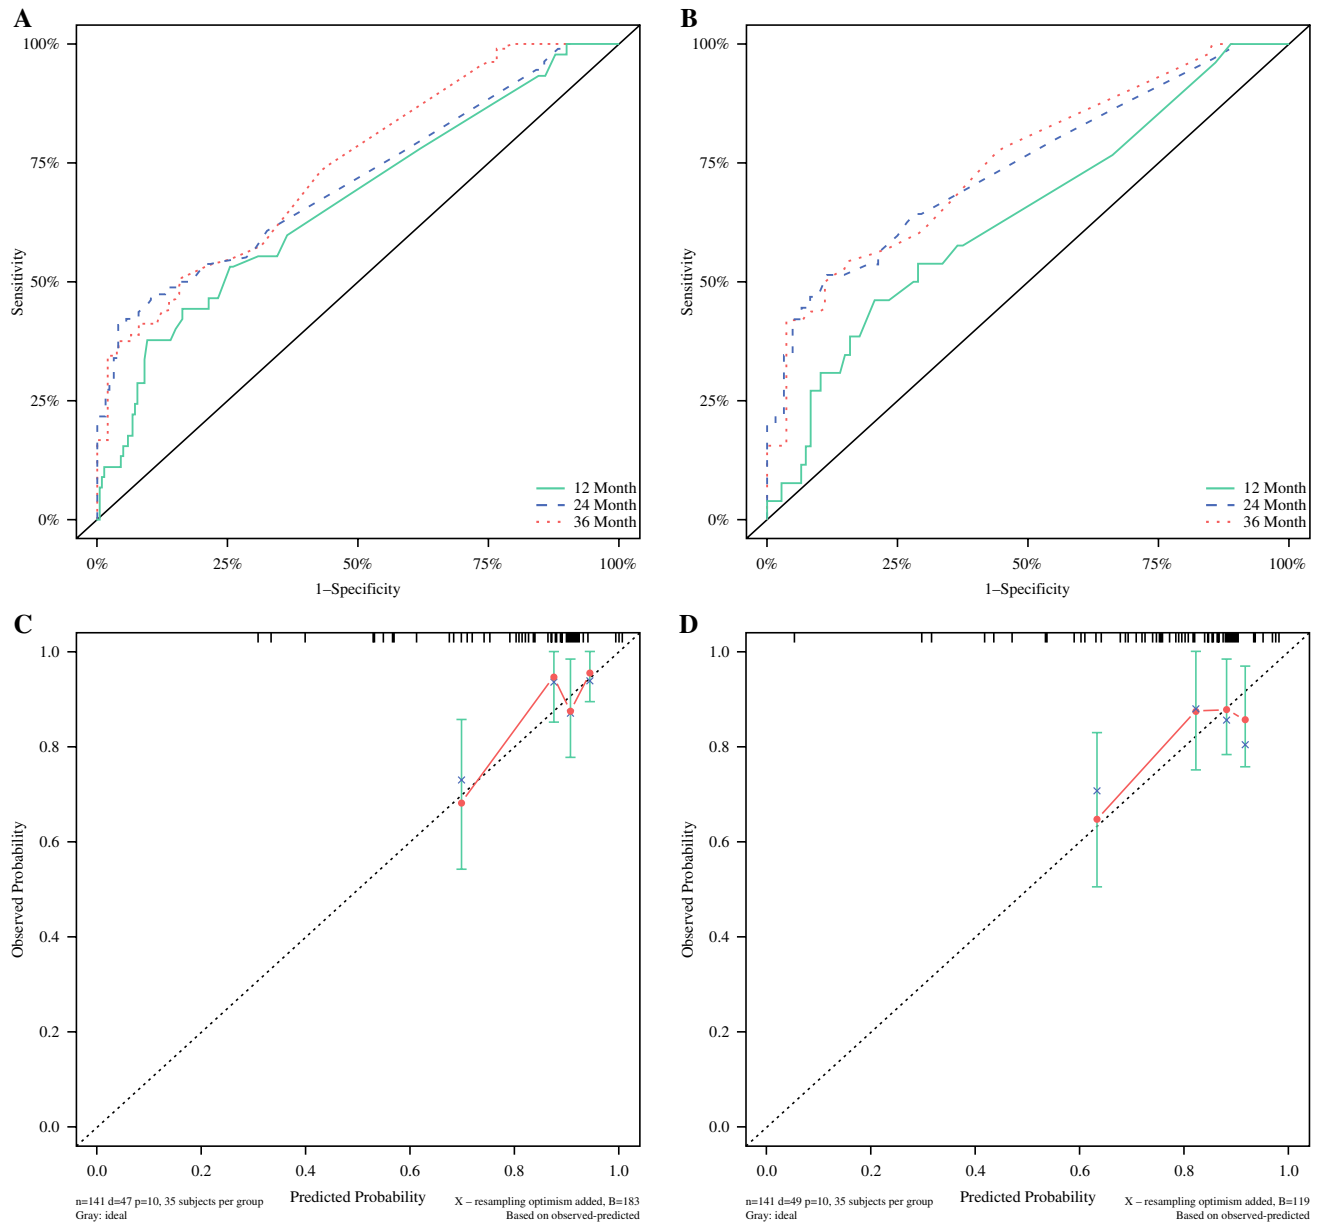 A
100%
75%
50%
25%
0%
Sensitivity
12 Month
24 Month
36 Month
0%
25%
50%
75%
100%
1–Specificity
B
100%
75%
50%
25%
0%
Sensitivity
12 Month
24 Month
36 Month
0%
25%
50%
75%
100%
1–Specificity
C
1.0
0.8
0.6
0.4
0.2
0.0
Observed Probability
0.0
0.2
0.4
0.6
0.8
1.0
Predicted Probability
n=141 d=47 p=10, 35 subjects per group
Gray: ideal
X – resampling optimism added, B=183
Based on observed-predicted
D
1.0
0.8
0.6
0.4
0.2
0.0
Observed Probability
0.0
0.2
0.4
0.6
0.8
1.0
Predicted Probability
n=141 d=49 p=10, 35 subjects per group
Gray: ideal
X – resampling optimism added, B=119
Based on observed-predicted